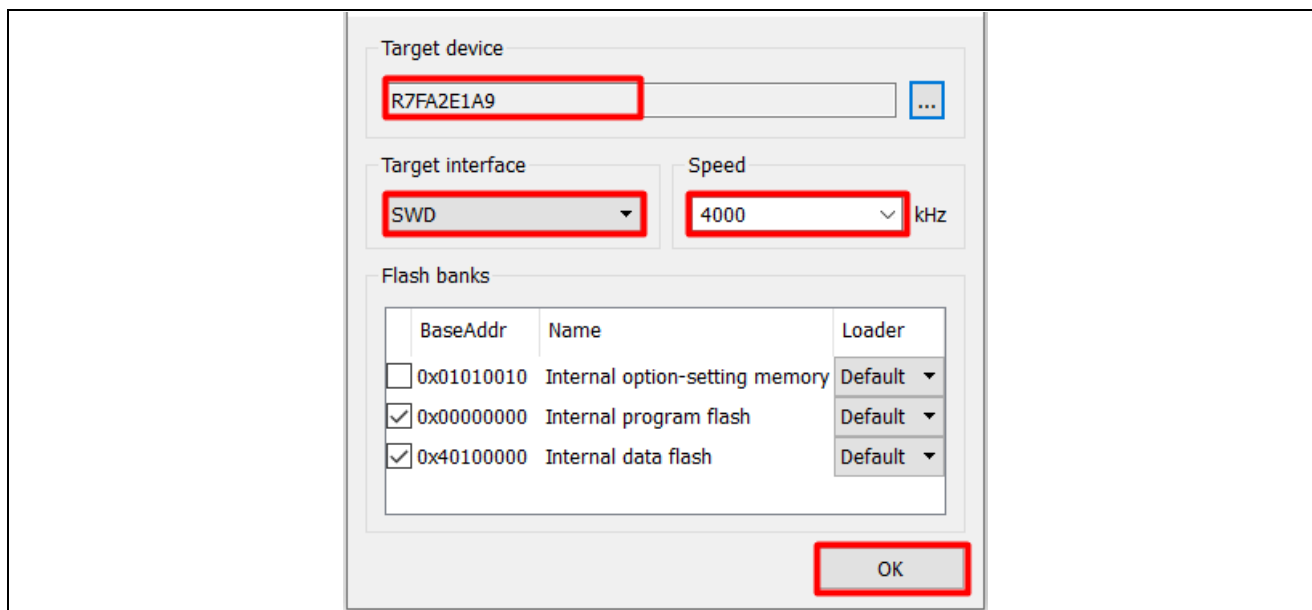 Target device
R7FA2E1A9 ...
Target interface Speed
SWD 4000 kHz
Flash banks
BaseAddr Name Loader
0x01010010 Internal option-setting memory Default
0x00000000 Internal program flash Default
0x40100000 Internal data flash Default
OK